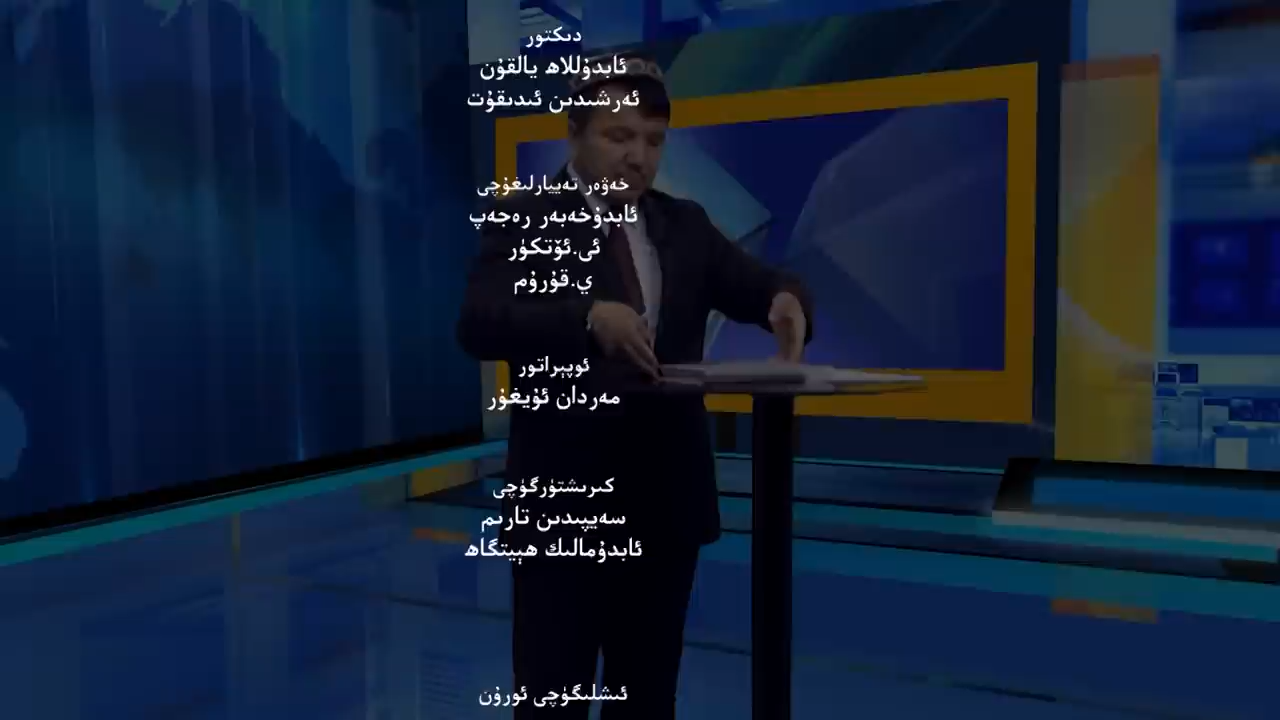 دىكتور
ئابدۇللاھ يالقۇن
ئەرشىدىن ئىدىقۇت
خەۋەر تەييارلىغۇچى
ئابدۇخەبەر رەجەپ
ئى.ئۆتكۈر
ي.قۇرۇم
ئوپېراتور
مەردان ئۇيغۇر
كىرىشتۈرگۈچى
سەيپىدىن تارىم
ئابدۇمالىك ھېيتگاھ
ئىشلىگۈچى ئورۇن